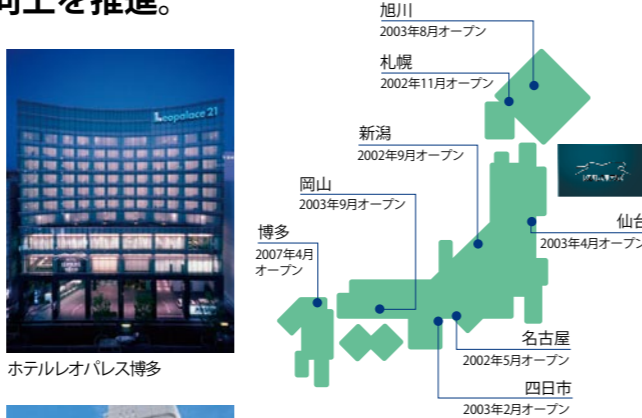 向上を推進。
Leopalace 21
ホテルレオパレス博多
旭川
2003年8月オープン
札幌
2002年11月オープン
新潟
2002年9月オープン
岡山
2003年9月オープン
博多
2007年4月
オープン
仙台
2003年4月オープン
名古屋
2002年5月オープン
四日市
2003年2月オープン